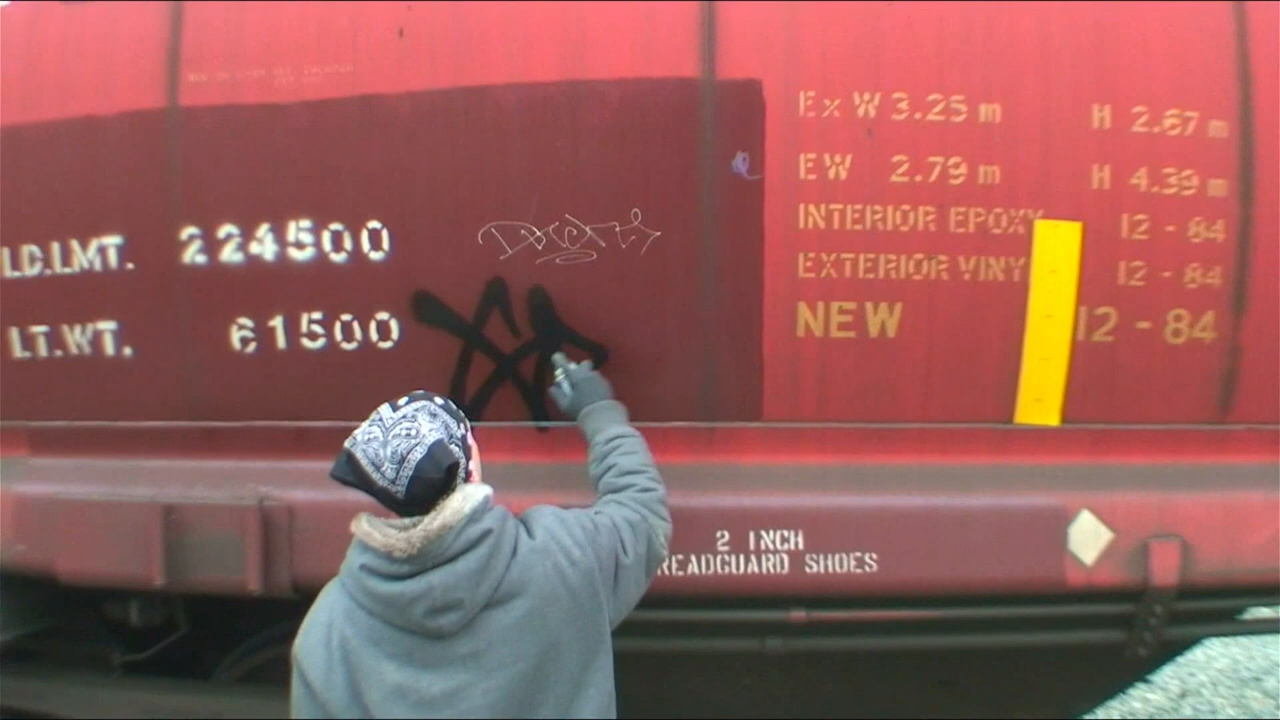 LD.LMT. 224500
LT.WT. 61500
Ex W 3.25 m H 2.67 m
EW 2.79 m H 4.39 m
INTERIOR EPOXY 12 - 84
EXTERIOR VINY 12 - 84
NEW 12 - 84
2 INCH
READGUARD SHOES